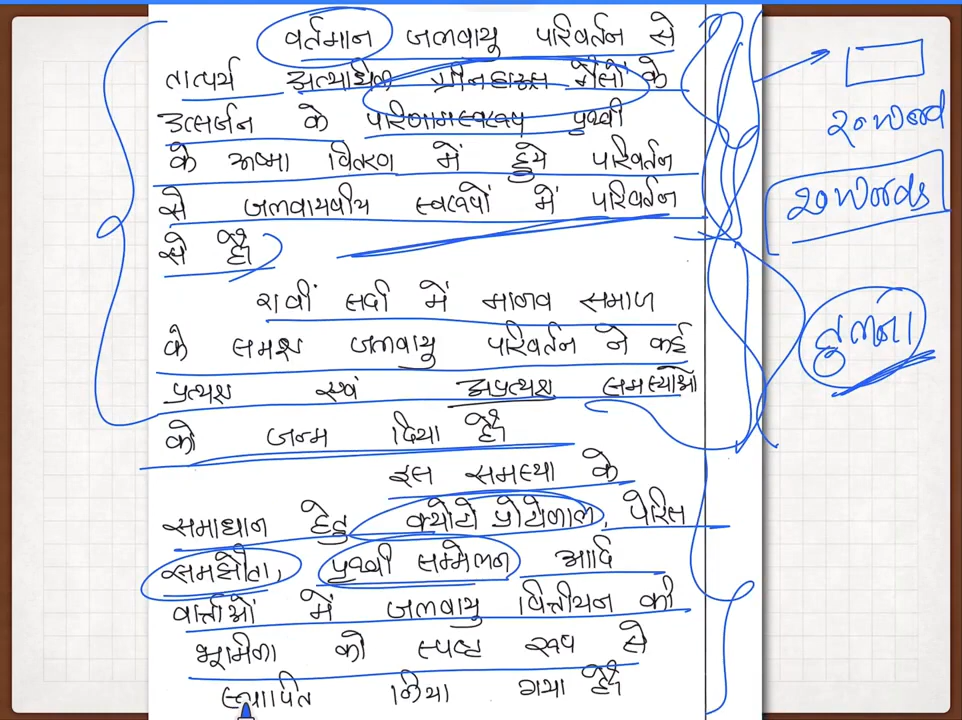 वर्तमान जलवायु परिवर्तन से
तात्पर्य अत्याधिक ग्रीनहाउस गैसों के
उत्सर्जन के परिणामस्वरूप पृथ्वी
के ऊष्मा वितरण में हुये परिवर्तन
से जलवायवीय स्वरूपों में परिवर्तन
से है।
21वीं सदी में मानव समाज
के समक्ष जलवायु परिवर्तन ने कई
प्रत्यक्ष एवं अप्रत्यक्ष समस्याओं
को जन्म दिया है।
इस समस्या के
समाधान हेतु क्योटो प्रोटोकाल, पेरिस
समझौता, पृथ्वी सम्मेलन आदि
वार्ताओं में जलवायु वित्तीयन की
भूमिका को स्पष्ट रूप से
स्थापित किया गया है।
20 words
20 words
तुलना